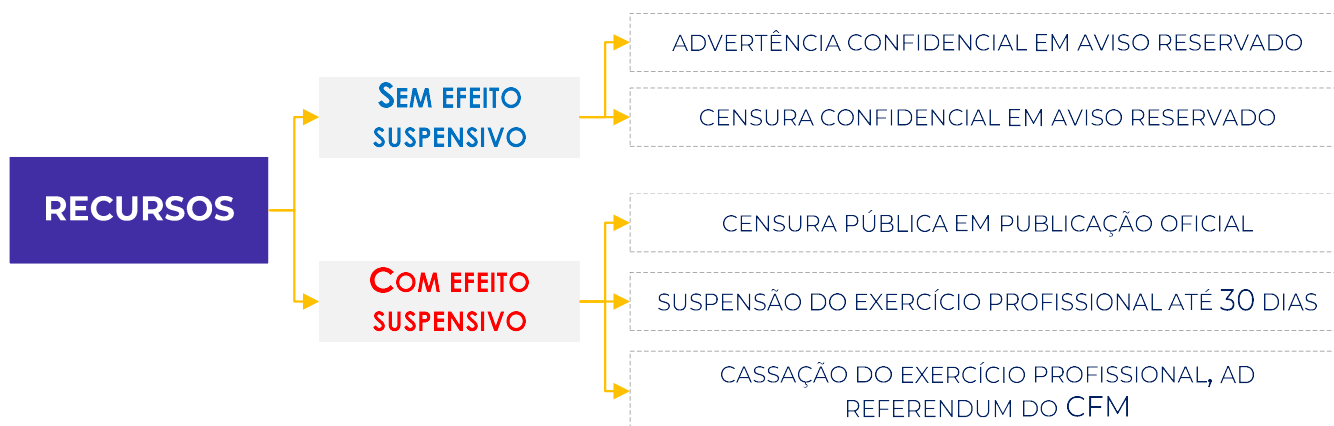 RECURSOS
SEM EFEITO
SUSPENSIVO
ADVERTÊNCIA CONFIDENCIAL EM AVISO RESERVADO
CENSURA CONFIDENCIAL EM AVISO RESERVADO
COM EFEITO
SUSPENSIVO
CENSURA PÚBLICA EM PUBLICAÇÃO OFICIAL
SUSPENSÃO DO EXERCÍCIO PROFISSIONAL ATÉ 30 DIAS
CASSAÇÃO DO EXERCÍCIO PROFISSIONAL, AD
REFERENDUM DO CFM